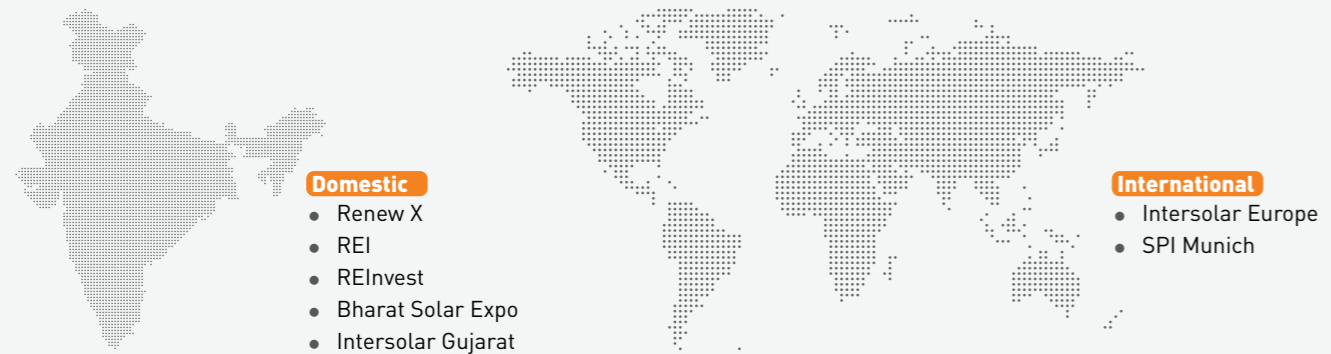 Domestic
● Renew X
● REI
● REInvest
● Bharat Solar Expo
● Intersolar Gujarat
International
● Intersolar Europe
● SPI Munich